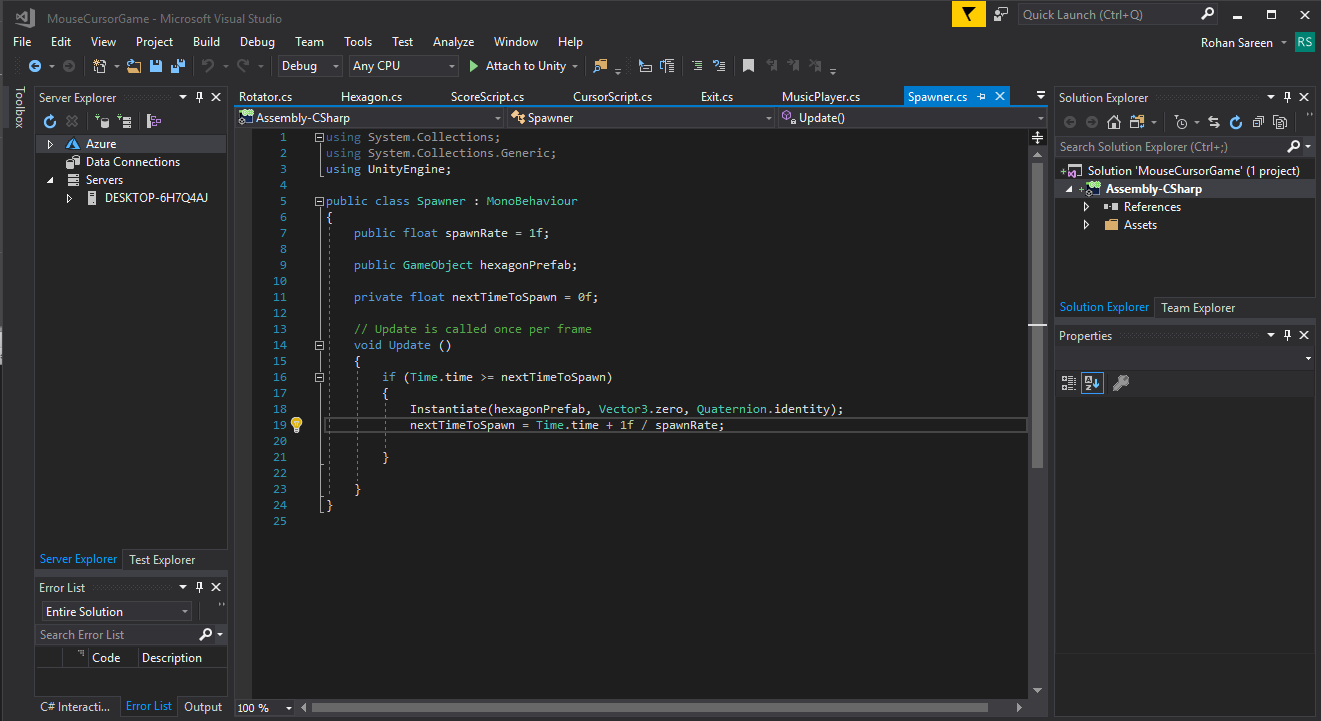 MouseCursorGame - Microsoft Visual Studio
Quick Launch (Ctrl+Q)
File Edit View Project Build Debug Team Tools Test Analyze Window Help
Rohan Sareen RS
Debug Any CPU Attach to Unity
Toolbox
Server Explorer
Azure
Data Connections
Servers
DESKTOP-6H7Q4AJ
Server Explorer Test Explorer
Error List
Entire Solution
Search Error List
Code Description
C# Interacti... Error List Output
Rotator.cs Hexagon.cs ScoreScript.cs CursorScript.cs Exit.cs MusicPlayer.cs Spawner.cs
Assembly-CSharp Spawner Update()
1 using System.Collections;
2 using System.Collections.Generic;
3 using UnityEngine;
4
5 public class Spawner : MonoBehaviour
6 {
7 public float spawnRate = 1f;
8
9 public GameObject hexagonPrefab;
10
11 private float nextTimeToSpawn = 0f;
12
13 // Update is called once per frame
14 void Update ()
15 {
16 if (Time.time >= nextTimeToSpawn)
17 {
18 Instantiate(hexagonPrefab, Vector3.zero, Quaternion.identity);
19 nextTimeToSpawn = Time.time + 1f / spawnRate;
20
21 }
22
23 }
24 }
25
100 %
Solution Explorer
Search Solution Explorer (Ctrl+;)
Solution 'MouseCursorGame' (1 project)
Assembly-CSharp
References
Assets
Solution Explorer Team Explorer
Properties